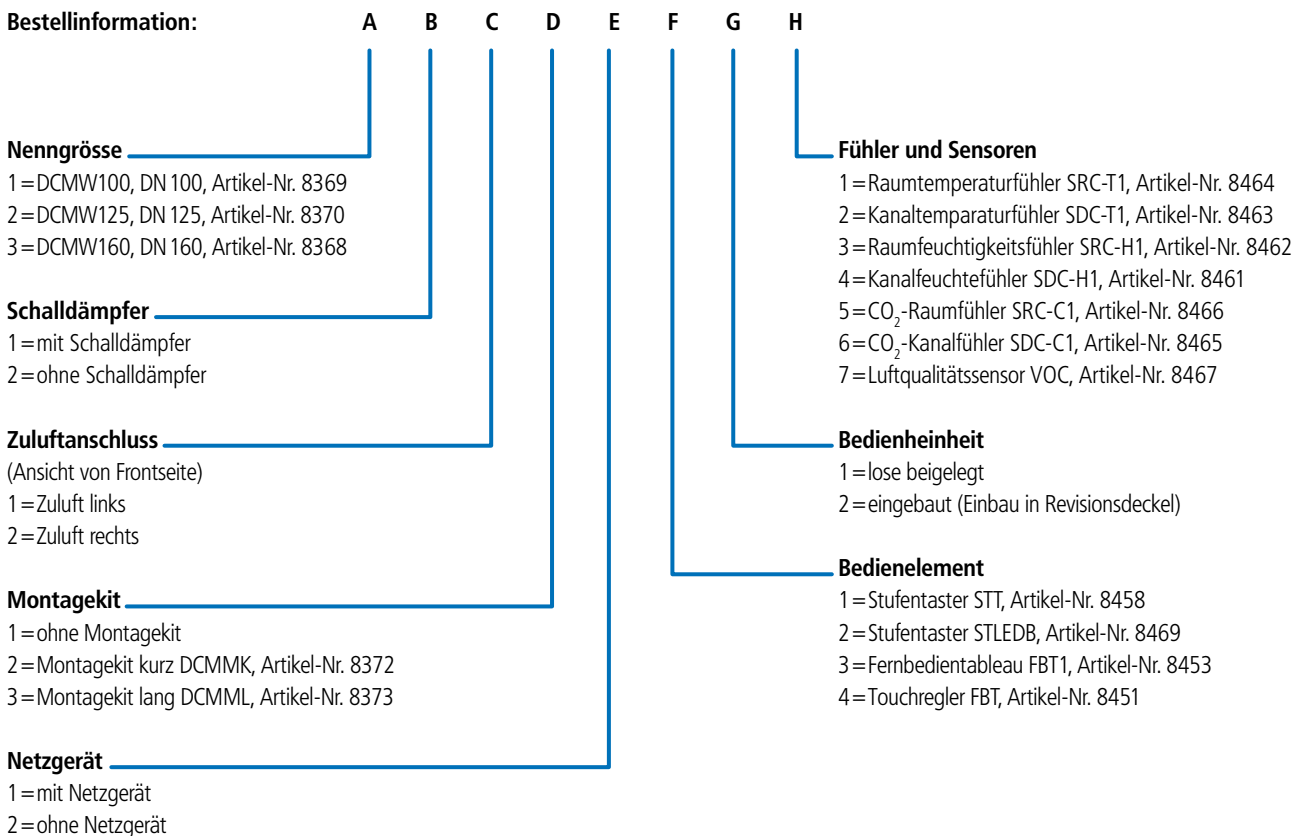 Bestellinformation: A B C D E F G H
Nenngrösse
1=DCMW100, DN 100, Artikel-Nr. 8369
2=DCMW125, DN 125, Artikel-Nr. 8370
3=DCMW160, DN 160, Artikel-Nr. 8368
Schalldämpfer
1=mit Schalldämpfer
2=ohne Schalldämpfer
Zuluftanschluss
(Ansicht von Frontseite)
1=Zuluft links
2=Zuluft rechts
Montagekit
1=ohne Montagekit
2=Montagekit kurz DCMMK, Artikel-Nr. 8372
3=Montagekit lang DCMML, Artikel-Nr. 8373
Netzgerät
1=mit Netzgerät
2=ohne Netzgerät
Fühler und Sensoren
1=Raumtemperaturfühler SRC-T1, Artikel-Nr. 8464
2=Kanaltemparaturfühler SDC-T1, Artikel-Nr. 8463
3=Raumfeuchtigkeitsfühler SRC-H1, Artikel-Nr. 8462
4=Kanalfeuchtefühler SDC-H1, Artikel-Nr. 8461
5=CO₂-Raumfühler SRC-C1, Artikel-Nr. 8466
6=CO₂-Kanalfühler SDC-C1, Artikel-Nr. 8465
7=Luftqualitätssensor VOC, Artikel-Nr. 8467
Bedienheinheit
1=lose beigelegt
2=eingebaut (Einbau in Revisionsdeckel)
Bedienelement
1=Stufentaster STT, Artikel-Nr. 8458
2=Stufentaster STLEDB, Artikel-Nr. 8469
3=Fernbedientableau FBT1, Artikel-Nr. 8453
4=Touchregler FBT, Artikel-Nr. 8451